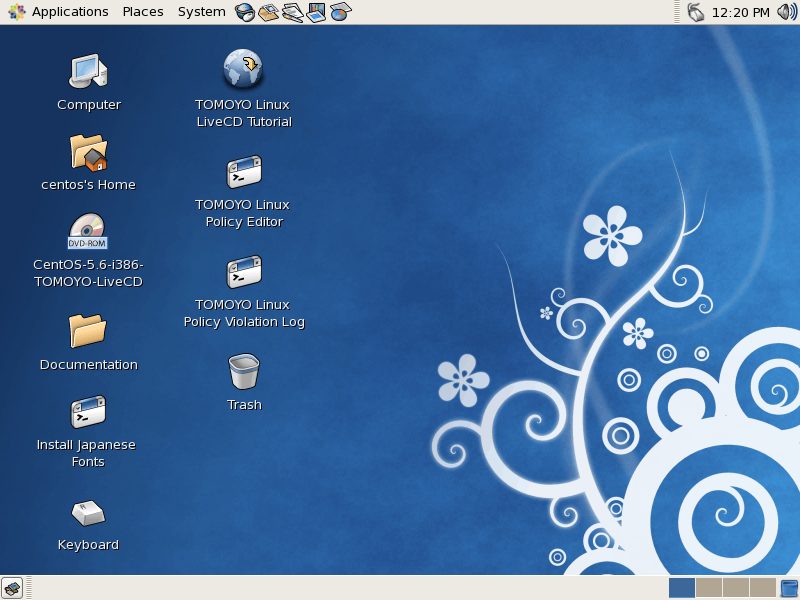 Applications Places System
12:20 PM
Computer
centos's Home
DVD-ROM
CentOS-5.6-i386-
TOMOYO-LiveCD
Documentation
Install Japanese
Fonts
Keyboard
TOMOYO Linux
LiveCD Tutorial
TOMOYO Linux
Policy Editor
TOMOYO Linux
Policy Violation Log
Trash